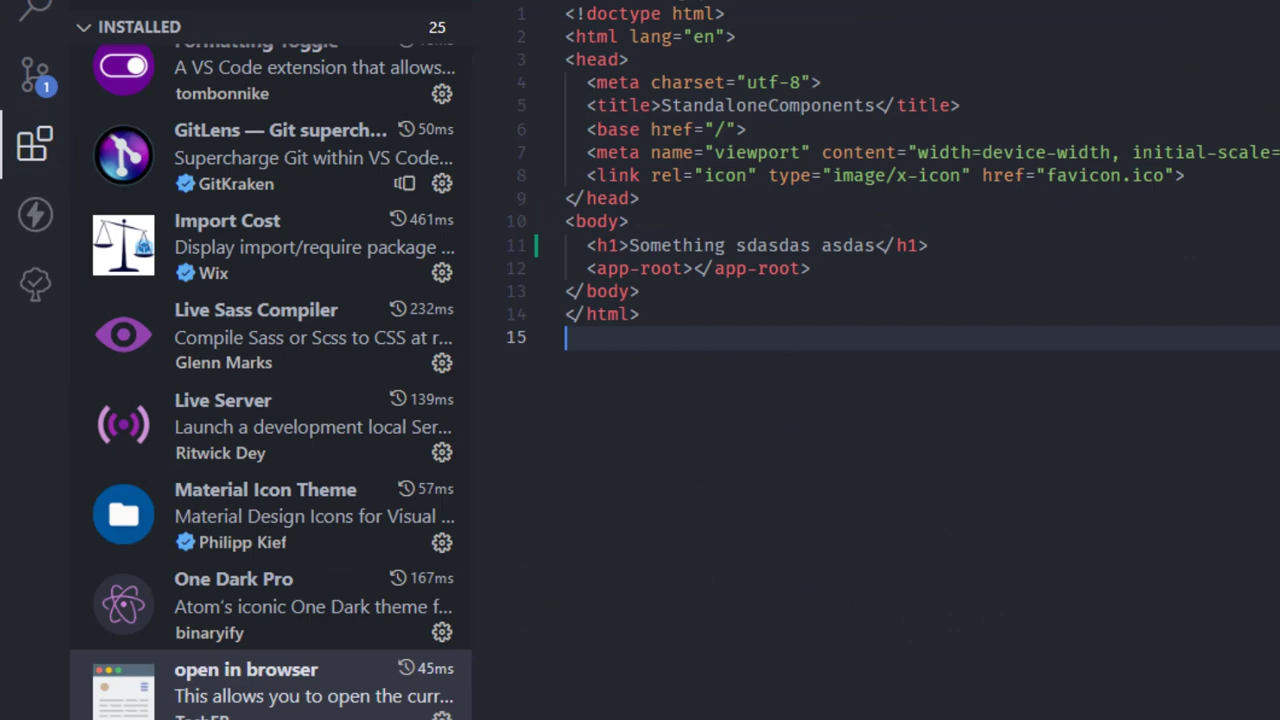 INSTALLED 25
Formatting Toggle
A VS Code extension that allows...
tombonnike
GitLens — Git superch... 50ms
Supercharge Git within VS Code...
GitKraken
Import Cost 461ms
Display import/require package ...
Wix
Live Sass Compiler 232ms
Compile Sass or Scss to CSS at r...
Glenn Marks
Live Server 139ms
Launch a development local Ser...
Ritwick Dey
Material Icon Theme 57ms
Material Design Icons for Visual ...
Philipp Kief
One Dark Pro 167ms
Atom's iconic One Dark theme f...
binaryify
open in browser 45ms
This allows you to open the curr...
1
1 <!doctype html>
2 <html lang="en">
3 <head>
4 <meta charset="utf-8">
5 <title>StandaloneComponents</title>
6 <base href="/">
7 <meta name="viewport" content="width=device-width, initial-scale=
8 <link rel="icon" type="image/x-icon" href="favicon.ico">
9 </head>
10 <body>
11 <h1>Something sdasdas asdas</h1>
12 <app-root></app-root>
13 </body>
14 </html>
15